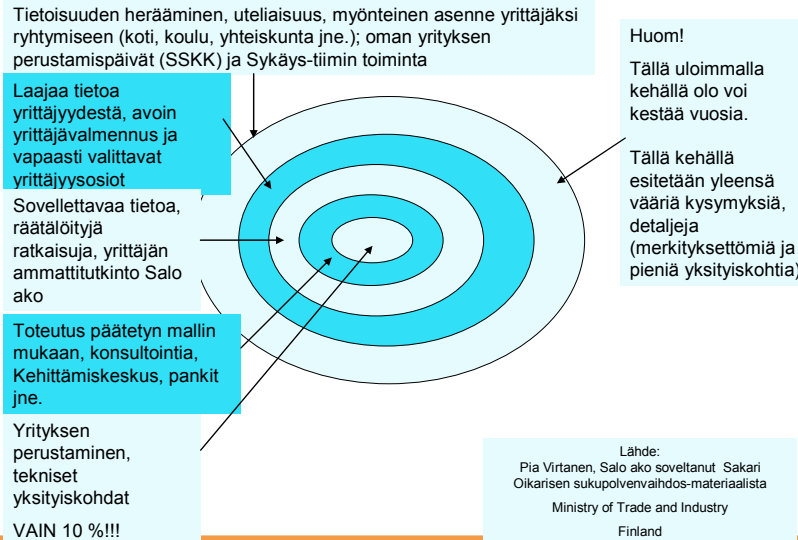 Tietoisuuden herääminen, uteliaisuus, myönteinen asenne yrittäjäksi
ryhtymiseen (koti, koulu, yhteiskunta jne.); oman yrityksen
perustamispäivät (SSKK) ja Sykäys-tiimin toiminta
Laajaa tietoa
yrittäjyydestä, avoin
yrittäjävalmennus ja
vapaasti valittavat
yrittäjyysosiot
Sovellettavaa tietoa,
räätälöityjä
ratkaisuja, yrittäjän
ammattitutkinto Salo
ako
Toteutus päätetyn mallin
mukaan, konsultointia,
Kehittämiskeskus, pankit
jne.
Yrityksen
perustaminen,
tekniset
yksityiskohdat
VAIN 10 %!!!
Huom!
Tällä uloimmalla
kehällä olo voi
kestää vuosia.
Tällä kehällä
esitetään yleensä
vääriä kysymyksiä,
detaljeja
(merkityksettömiä ja
pieniä yksityiskohtia)
Lähde:
Pia Virtanen, Salo ako soveltanut Sakari
Oikarisen sukupolvenvaihdos-materiaalista
Ministry of Trade and Industry
Finland